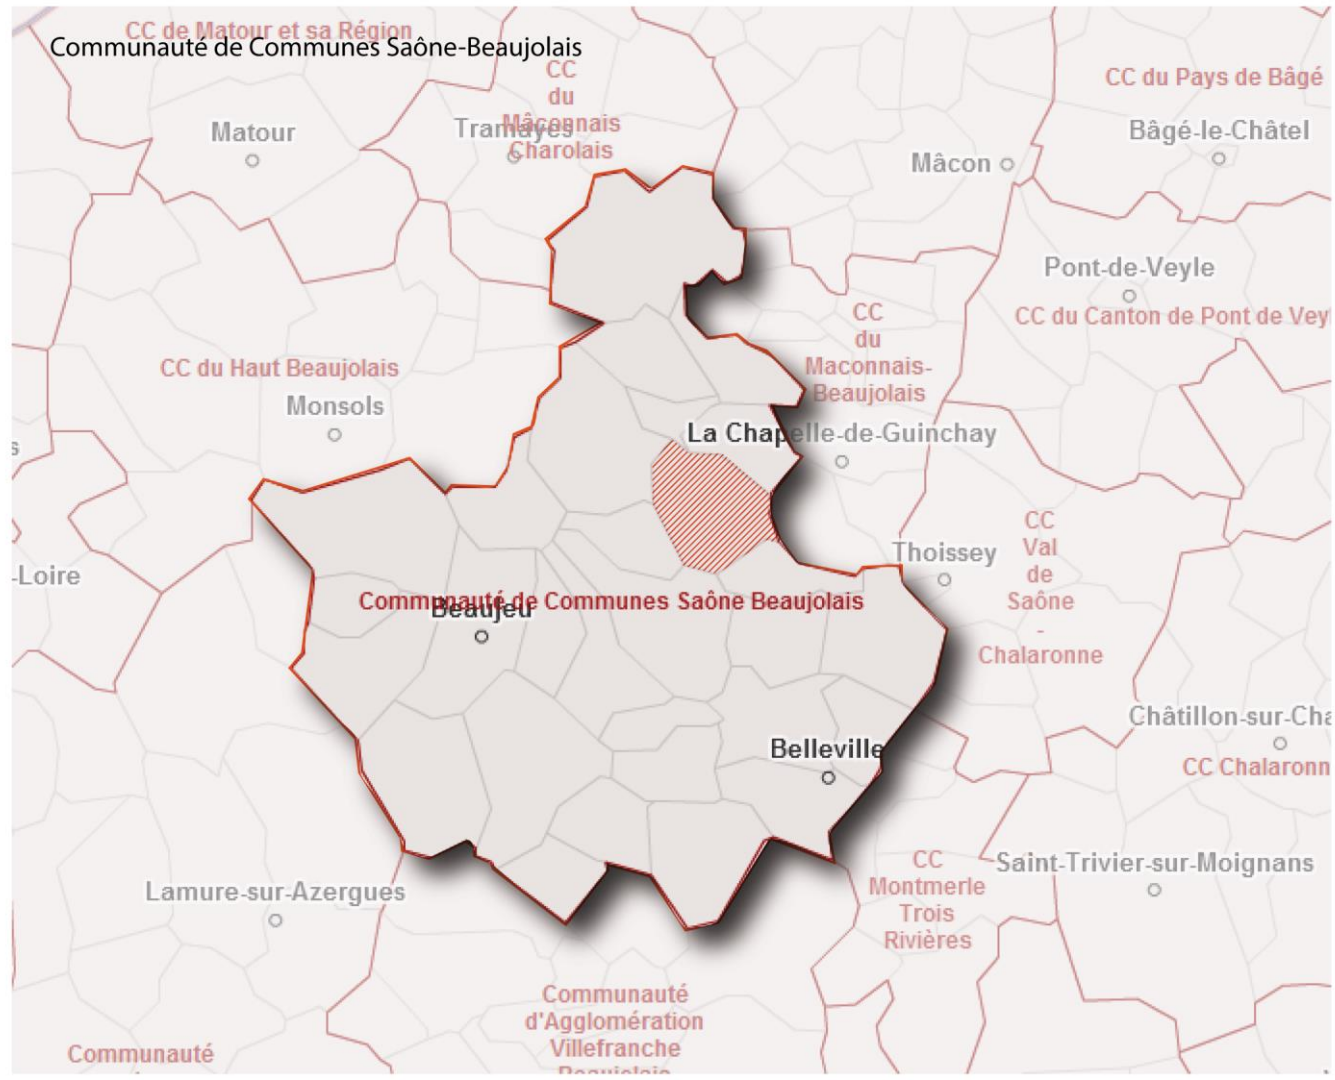 CC de Matour et sa Région
Communauté de Communes Saône-Beaujolais
CC
du
Mâconnais
Charolais
CC du Pays de Bâgé
Matour
Tramayes
Bâgé-le-Châtel
Mâcon
Pont-de-Veyle
CC du Canton de Pont de Vey
CC
du
Maconnais-
Beaujolais
CC du Haut Beaujolais
Monsols
s
La Chapelle-de-Guinchay
CC
Val
de
Saône
-
Chalaronne
Thoissey
-Loire
Communauté de Communes Saône Beaujolais
Beaujeu
Châtillon-sur-Cha
Belleville
CC Chalaronn
CC
Montmerle
Trois
Rivières
Saint-Trivier-sur-Moignans
Lamure-sur-Azergues
Communauté
d'Agglomération
Villefranche
Beaujolais
Communauté